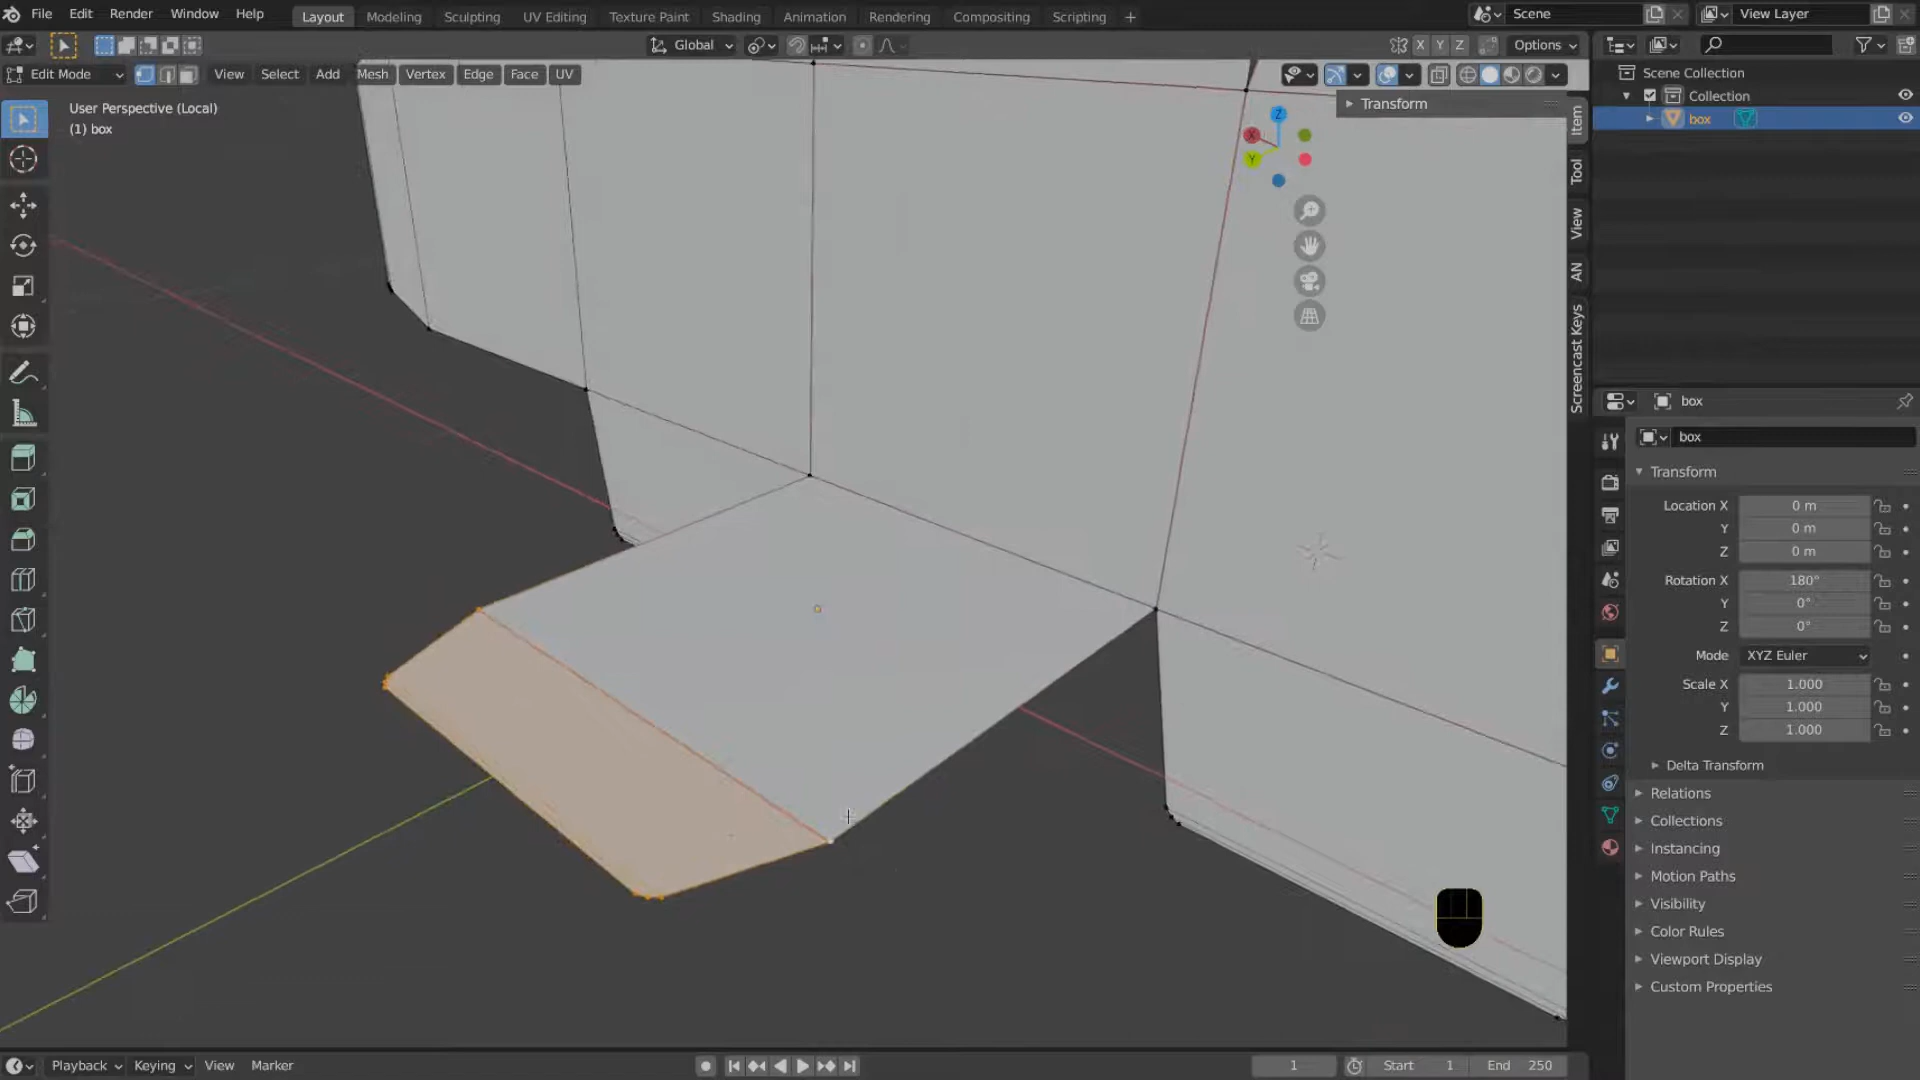 File Edit Render Window Help Layout Modeling Sculpting UV Editing Texture Paint Shading Animation Rendering Compositing Scripting + Scene View Layer
Global X Y Z Options
Edit Mode View Select Add Mesh Vertex Edge Face UV
User Perspective (Local)
(1) box
Transform
Z
X
Y
Item
Tool
View
AN
Screencast Keys
Scene Collection
Collection
box
box
box
Transform
Location X 0 m
Y 0 m
Z 0 m
Rotation X 180°
Y 0°
Z 0°
Mode XYZ Euler
Scale X 1.000
Y 1.000
Z 1.000
Delta Transform
Relations
Collections
Instancing
Motion Paths
Visibility
Color Rules
Viewport Display
Custom Properties
Playback Keying View Marker 1 Start 1 End 250